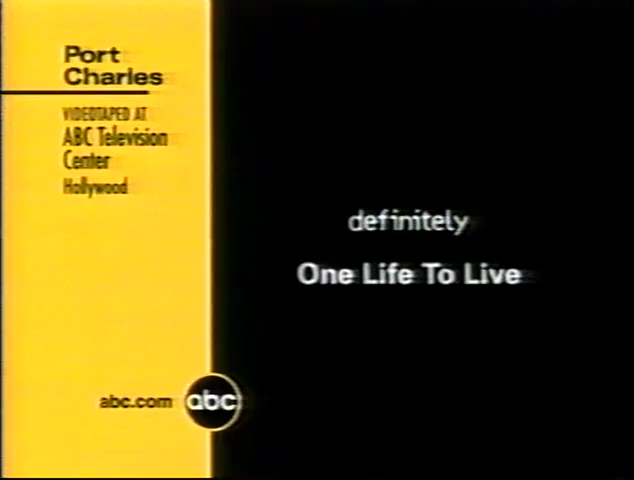 Port
Charles
VIDEOTAPED AT
ABC Television
Center
Hollywood
definitely
One Life To Live
abc.com
abc